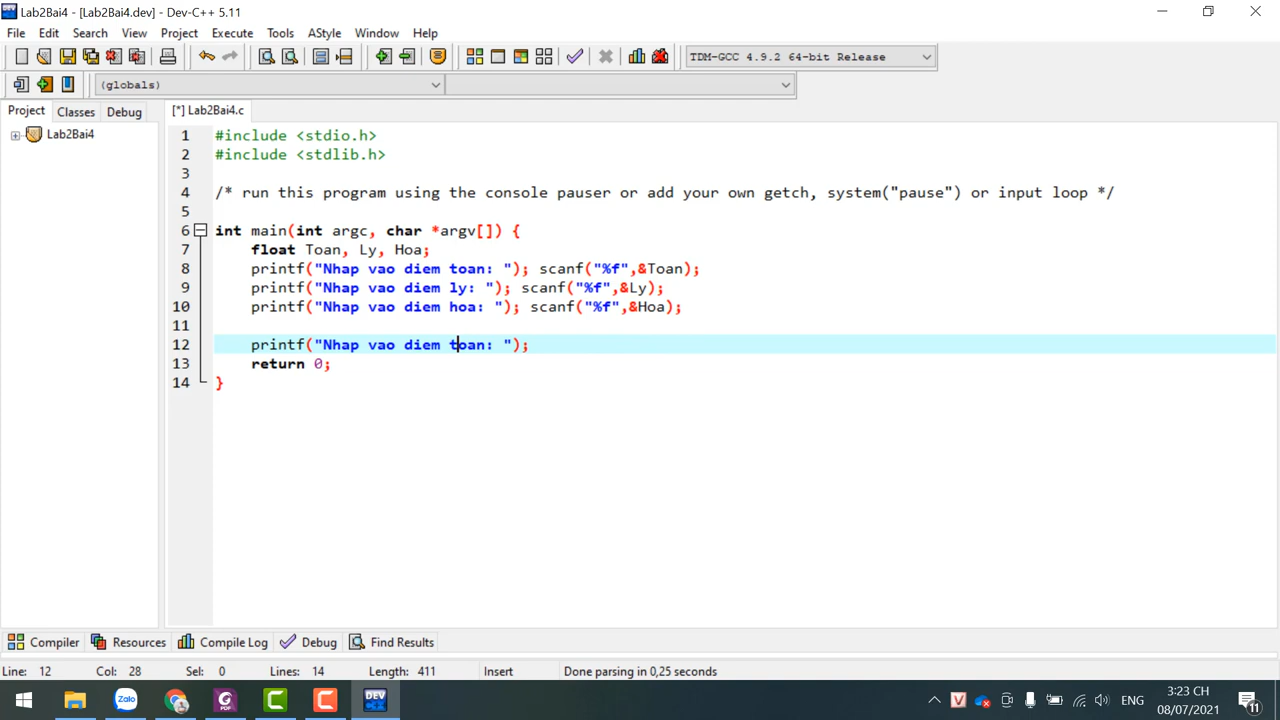 Lab2Bai4 - [Lab2Bai4.dev] - Dev-C++ 5.11
File Edit Search View Project Execute Tools AStyle Window Help
TDM-GCC 4.9.2 64-bit Release
(globals)
Project Classes Debug [*] Lab2Bai4.c
Lab2Bai4
1 #include <stdio.h>
2 #include <stdlib.h>
3
4 /* run this program using the console pauser or add your own getch, system("pause") or input loop */
5
6 int main(int argc, char *argv[]) {
7 float Toan, Ly, Hoa;
8 printf("Nhap vao diem toan: "); scanf("%f",&Toan);
9 printf("Nhap vao diem ly: "); scanf("%f",&Ly);
10 printf("Nhap vao diem hoa: "); scanf("%f",&Hoa);
11
12 printf("Nhap vao diem toan: ");
13 return 0;
14 }
Compiler Resources Compile Log Debug Find Results
Line: 12 Col: 28 Sel: 0 Lines: 14 Length: 411 Insert Done parsing in 0,25 seconds
Zalo PDF DEV ENG 3:23 CH
08/07/2021 11